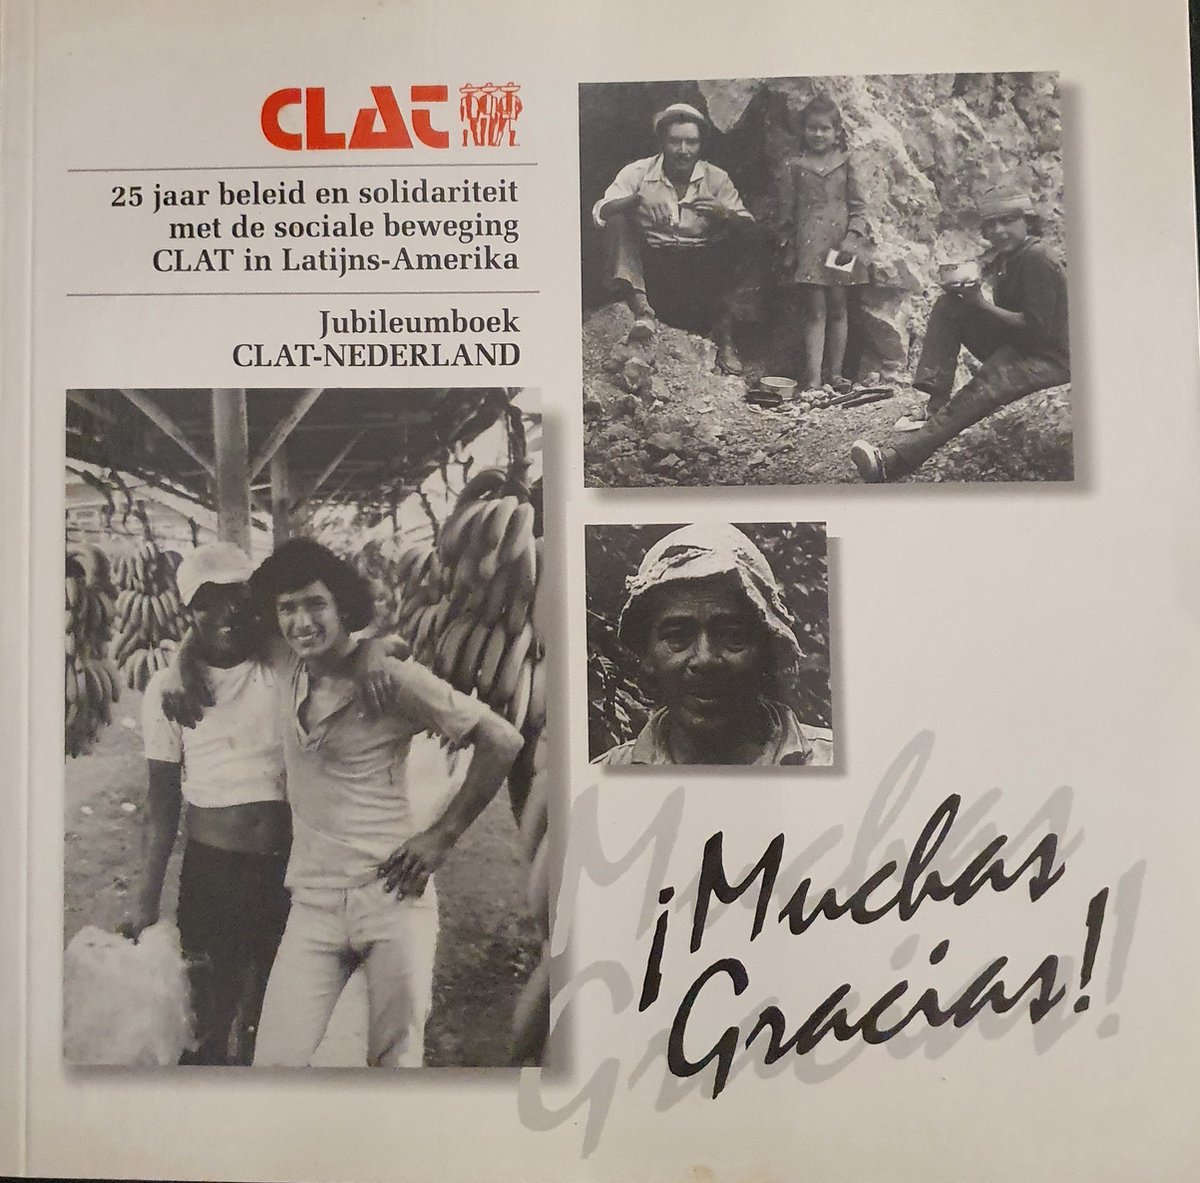 CLAT
25 jaar beleid en solidariteit
met de sociale beweging
CLAT in Latijns-Amerika
Jubileumboek
CLAT-NEDERLAND
¡Muchas
Gracias!